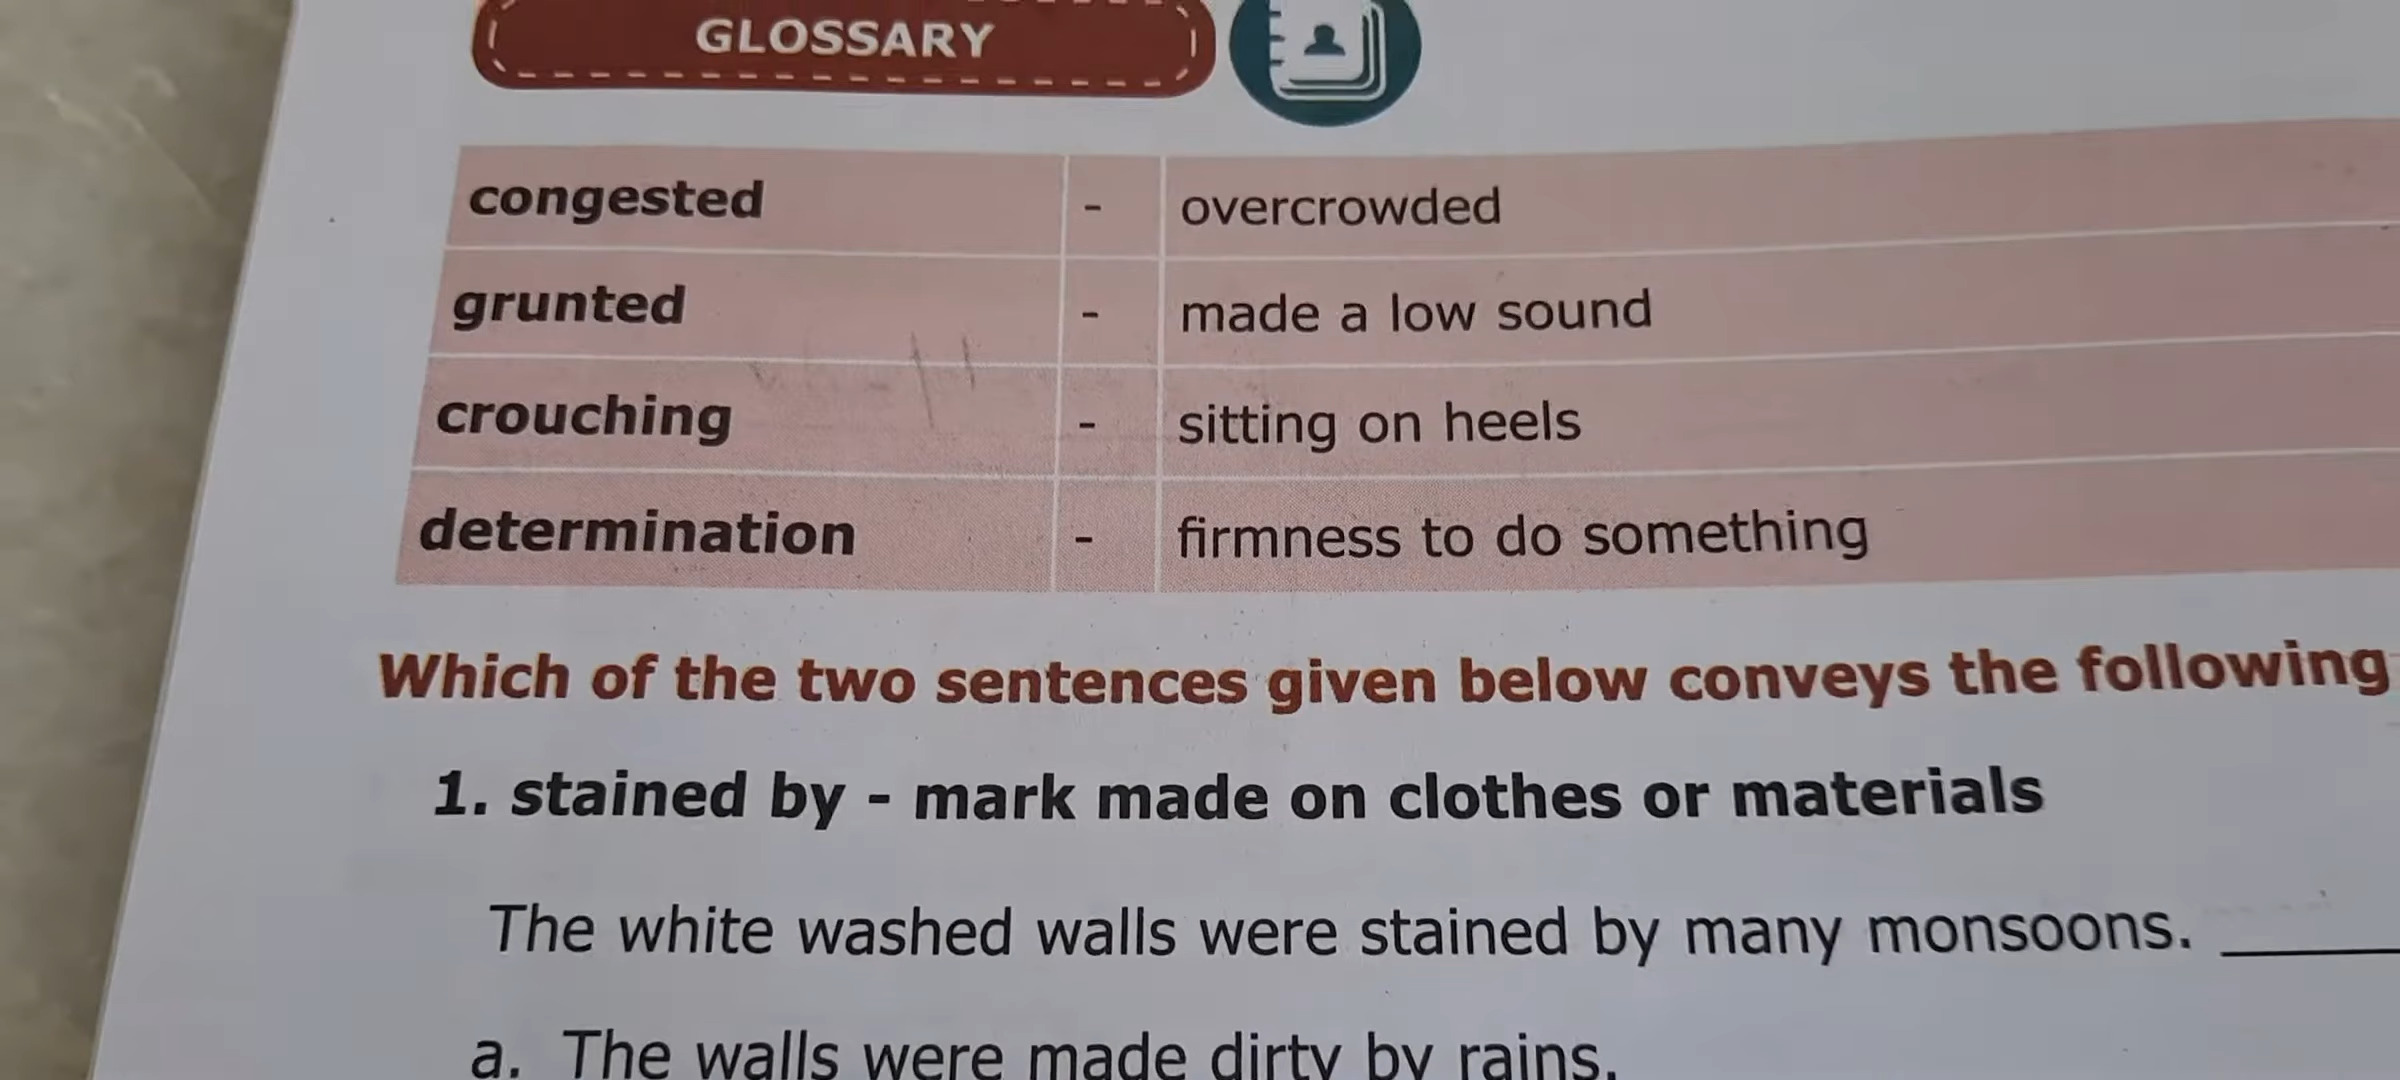 GLOSSARY
congested - overcrowded
grunted - made a low sound
crouching - sitting on heels
determination - firmness to do something
Which of the two sentences given below conveys the following
1. stained by - mark made on clothes or materials
The white washed walls were stained by many monsoons. ____
a. The walls were made dirty by rains.